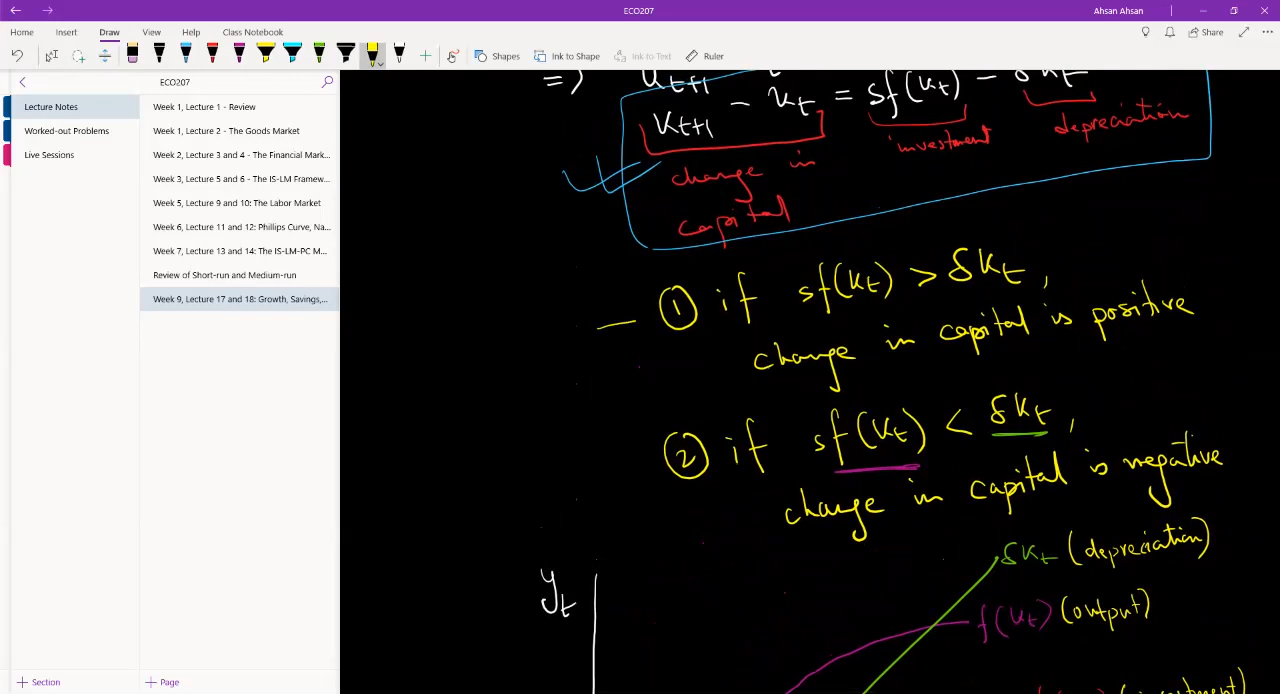 ECO207
Ahsan Ahsan
Home Insert Draw View Help Class Notebook
Share
Shapes Ink to Shape Ink to Text Ruler
ECO207
Lecture Notes
Worked-out Problems
Live Sessions
Week 1, Lecture 1 - Review
Week 1, Lecture 2 - The Goods Market
Week 2, Lecture 3 and 4 - The Financial Mark...
Week 3, Lecture 5 and 6 - The IS-LM Framew...
Week 5, Lecture 9 and 10: The Labor Market
Week 6, Lecture 11 and 12: Phillips Curve, Na...
Week 7, Lecture 13 and 14: The IS-LM-PC M...
Review of Short-run and Medium-run
Week 9, Lecture 17 and 18: Growth, Savings,...
+ Section
+ Page
=> Kt+1
Kt+1 - Kt = sf(Kt) - δKt
change in capital
investment
depreciation
① if sf(Kt) > δKt,
change in capital is positive
② if sf(Kt) < δKt,
change in capital is negative
yt
δKt (depreciation)
f(Kt) (output)
(investment)